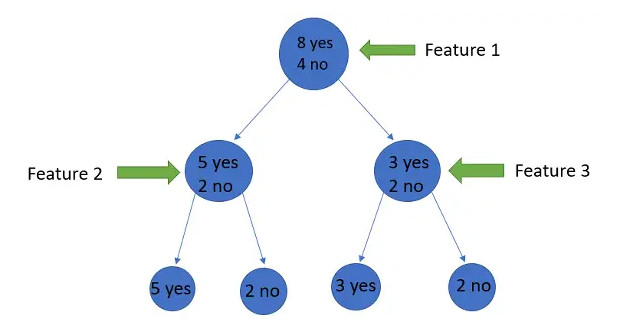 8 yes
4 no
Feature 1
5 yes
2 no
Feature 2
3 yes
2 no
Feature 3
5 yes
2 no
3 yes
2 no